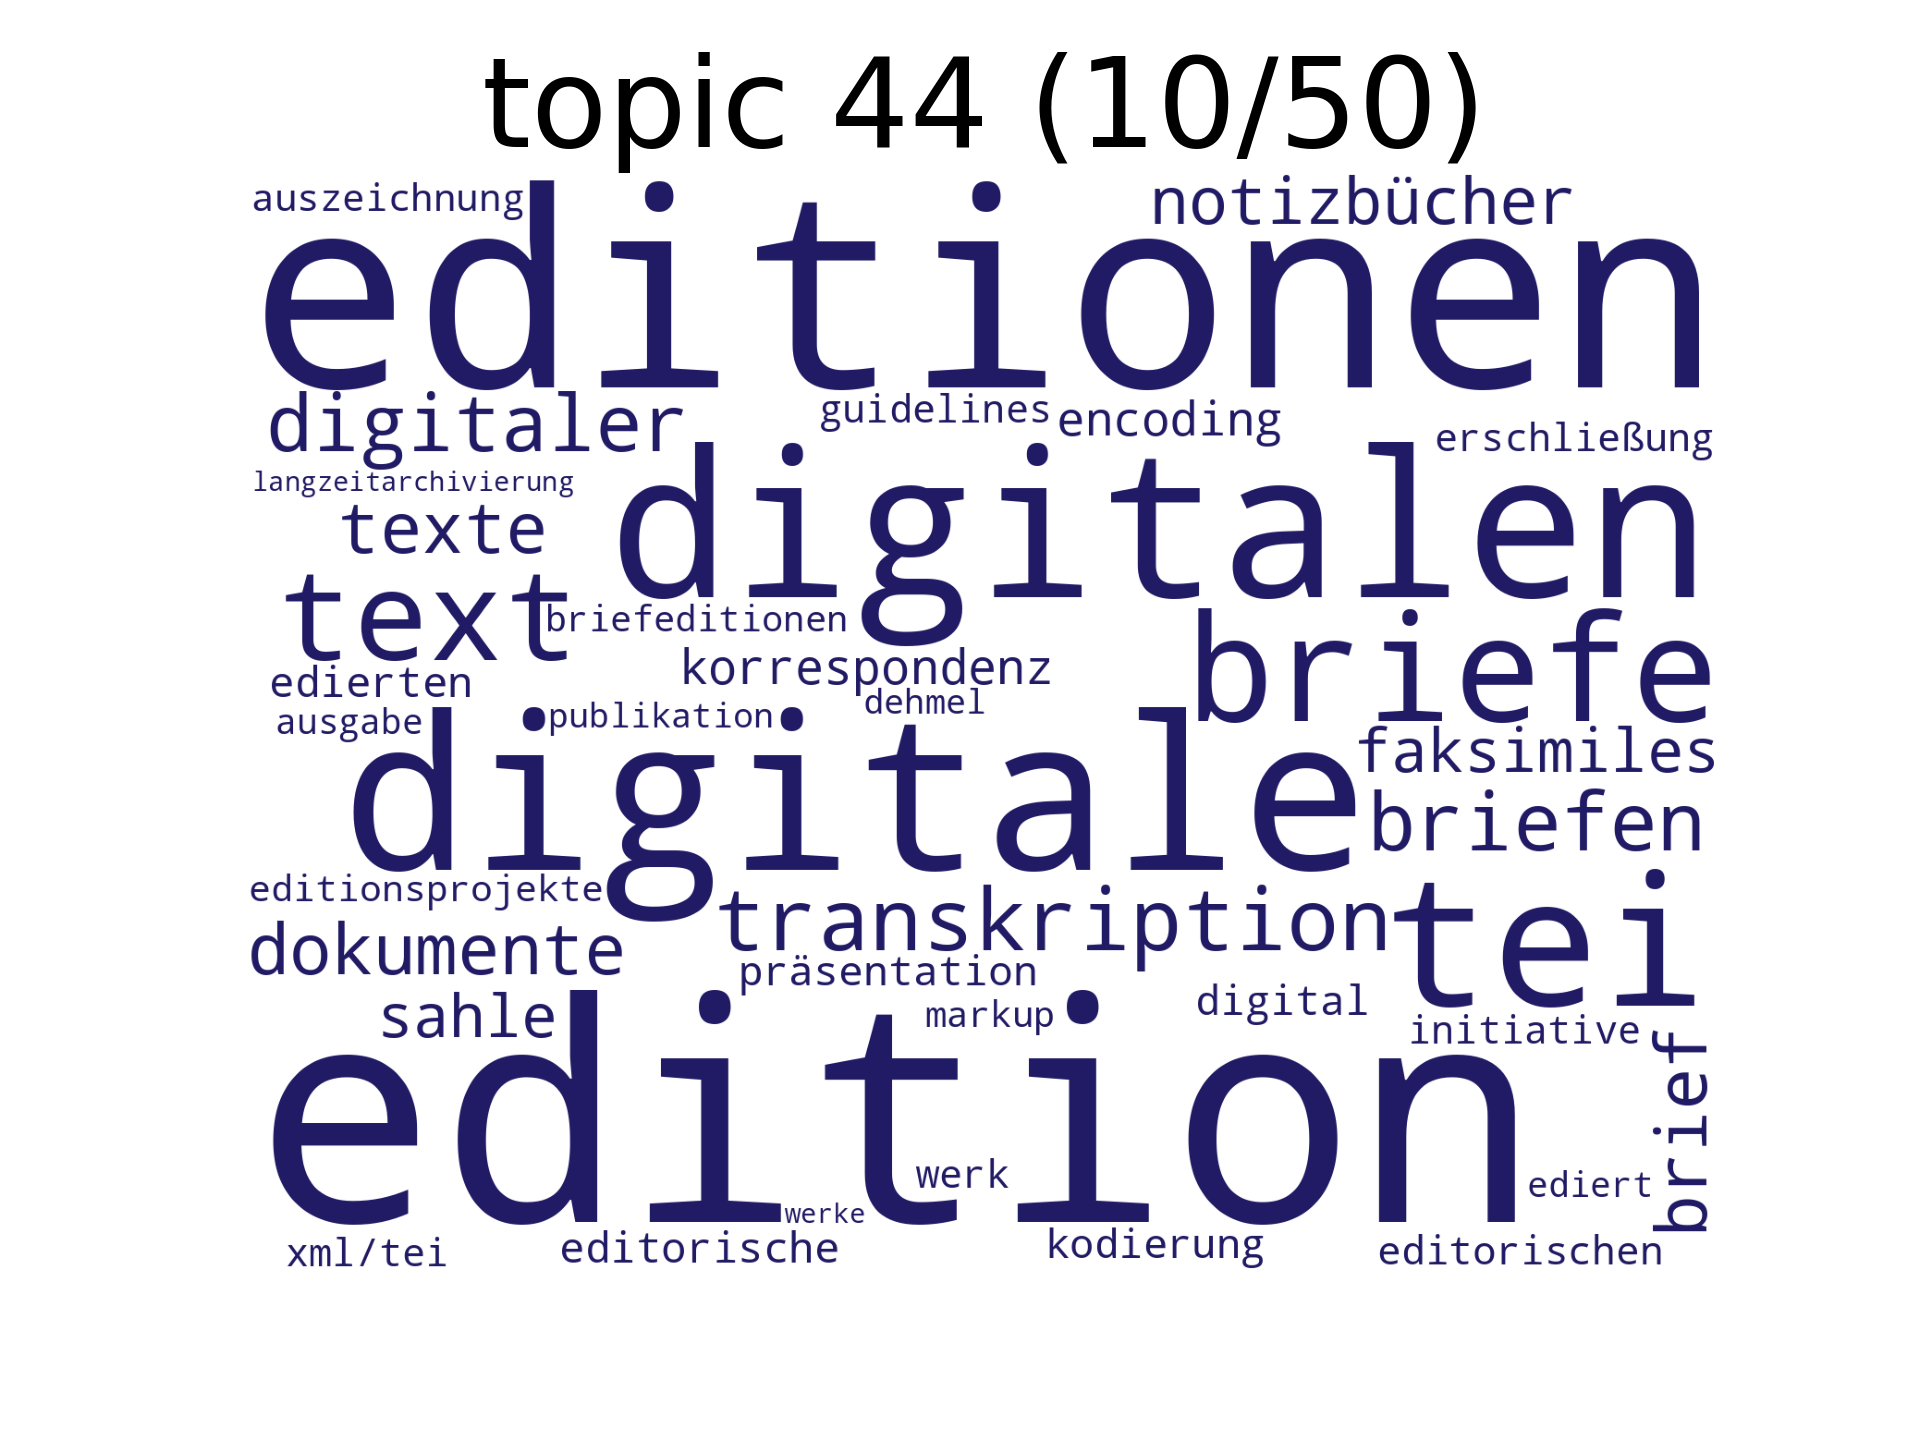 topic 44 (10/50)
auszeichnung
notizbücher
editionen
digitaler
guidelines
encoding
erschließung
langzeitarchivierung
digitalen
texte
text
briefeditionen
briefe
korrespondenz
edierten
dehmel
ausgabe
publikation
digitale
faksimiles
briefen
editionsprojekte
transkription
tei
dokumente
präsentation
sahle
markup
digital
initiative
edition
brief
werk
ediert
werke
xml/tei
editorische
kodierung
editorischen